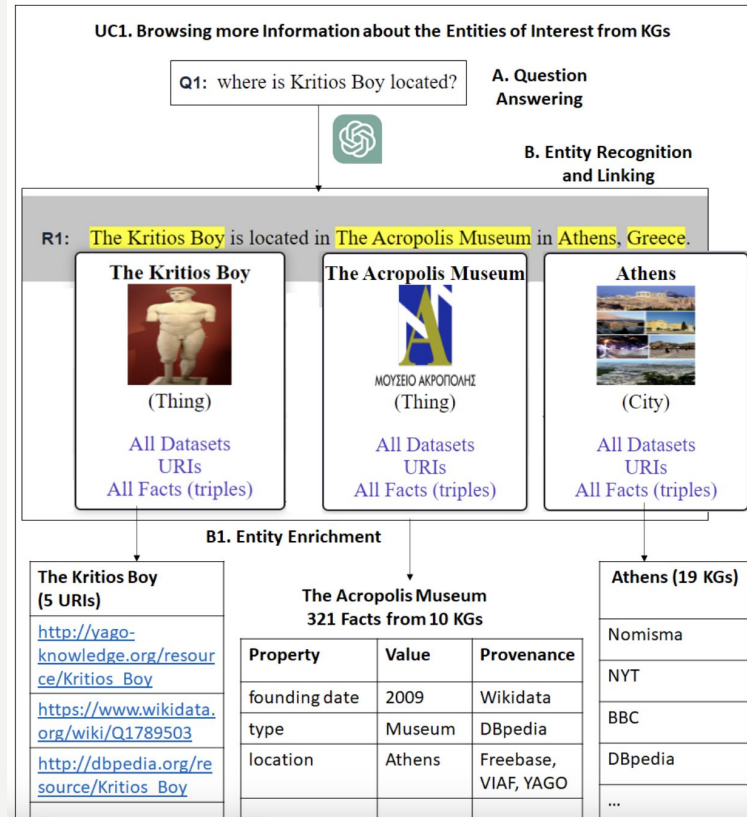 UC1. Browsing more Information about the Entities of Interest from KGs
Q1: where is Kritios Boy located?
A. Question
Answering
B. Entity Recognition
and Linking
R1: The Kritios Boy is located in The Acropolis Museum in Athens, Greece.
The Kritios Boy
(Thing)
All Datasets
URIs
All Facts (triples)
The Acropolis Museum
ΜΟΥΣΕΙΟ ΑΚΡΟΠΟΛΗΣ
(Thing)
All Datasets
URIs
All Facts (triples)
Athens
(City)
All Datasets
URIs
All Facts (triples)
B1. Entity Enrichment
The Kritios Boy
(5 URIs)
http://yago-
knowledge.org/resour
ce/Kritios_Boy
https://www.wikidata.
org/wiki/Q1789503
http://dbpedia.org/re
source/Kritios_Boy
The Acropolis Museum
321 Facts from 10 KGs
Property Value Provenance
founding date 2009 Wikidata
type Museum DBpedia
location Athens Freebase,
VIAF, YAGO
Athens (19 KGs)
Nomisma
NYT
BBC
DBpedia
...